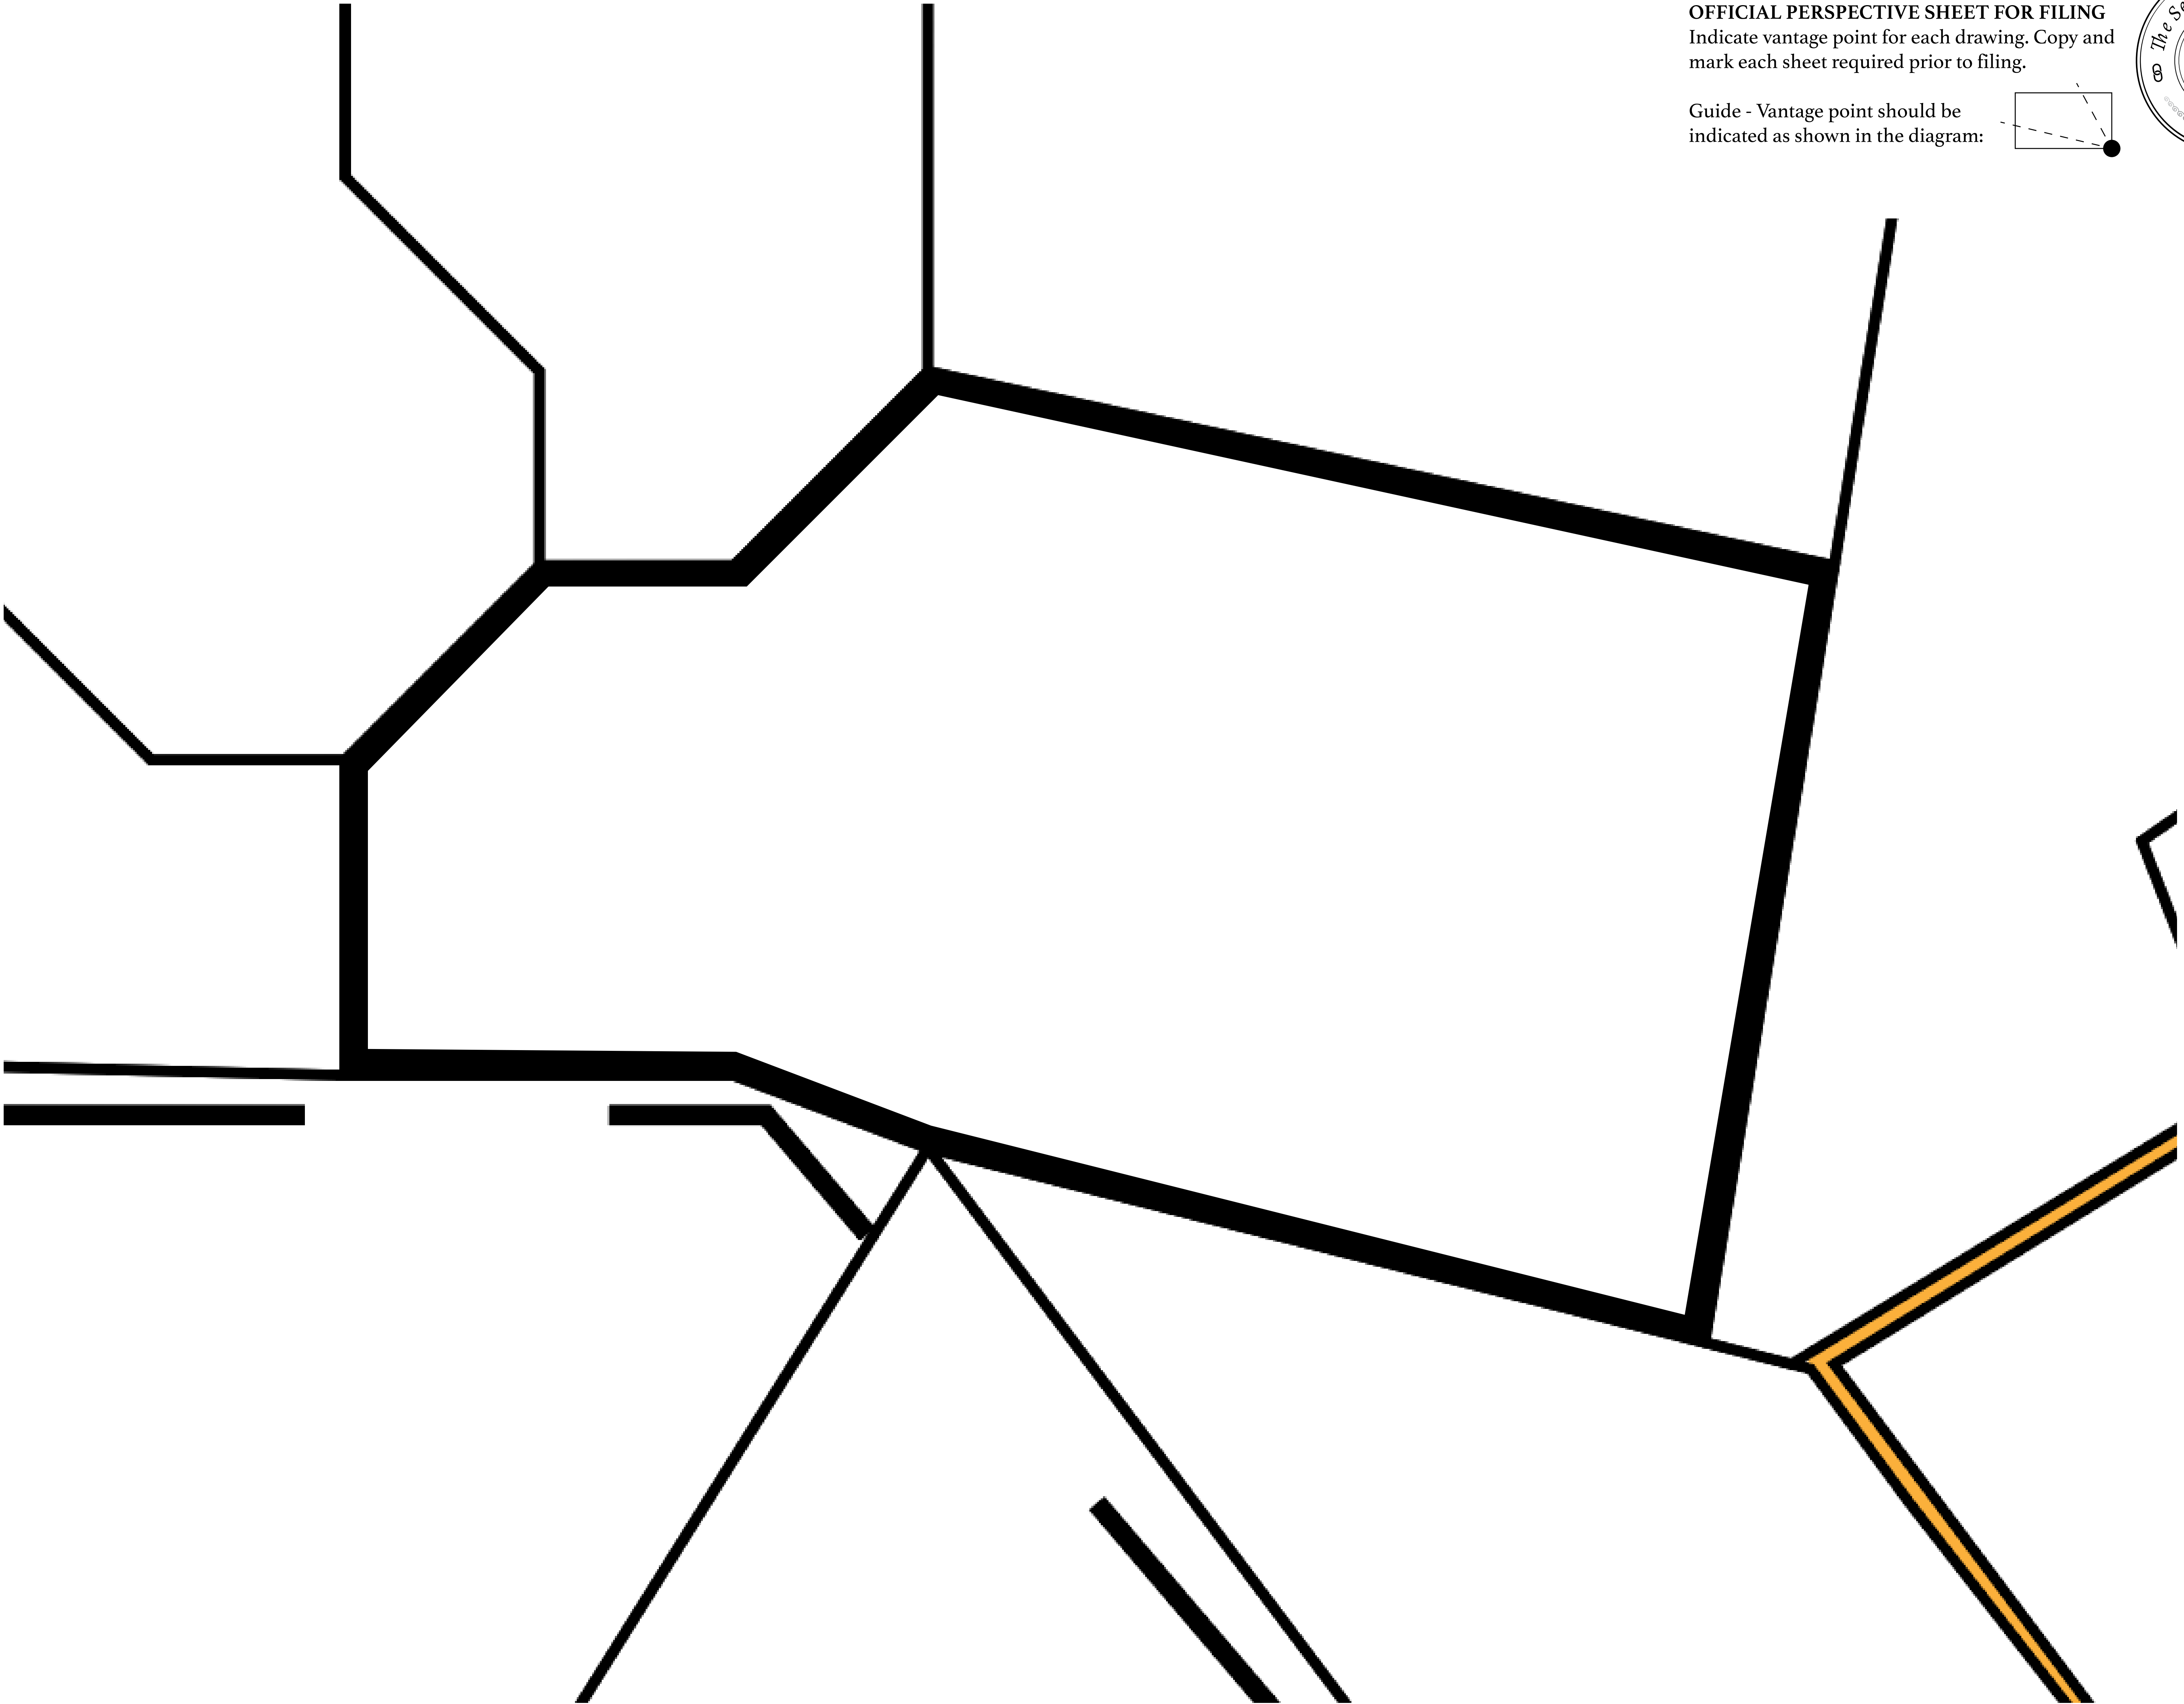 OFFICIAL PERSPECTIVE SHEET FOR FILING
Indicate vantage point for each drawing. Copy and
mark each sheet required prior to filing.
Guide - Vantage point should be
indicated as shown in the diagram:
The